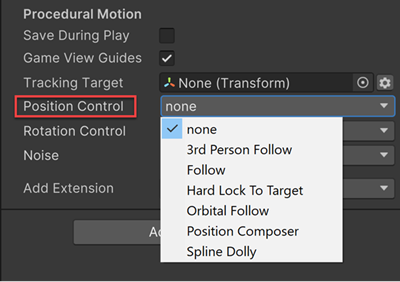 Procedural Motion
Save During Play
Game View Guides
Tracking Target None (Transform)
Position Control none
Rotation Control none
Noise 3rd Person Follow
Follow
Add Extension Hard Lock To Target
Orbital Follow
Position Composer
Spline Dolly